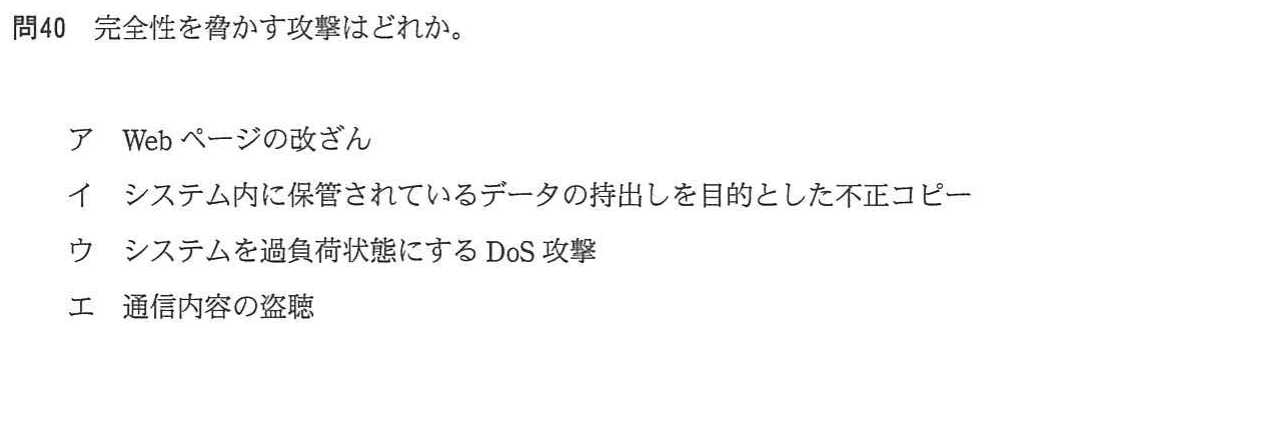 問40　完全性を脅かす攻撃はどれか。
ア　Web ページの改ざん
イ　システム内に保管されているデータの持出しを目的とした不正コピー
ウ　システムを過負荷状態にする DoS 攻撃
エ　通信内容の盗聴